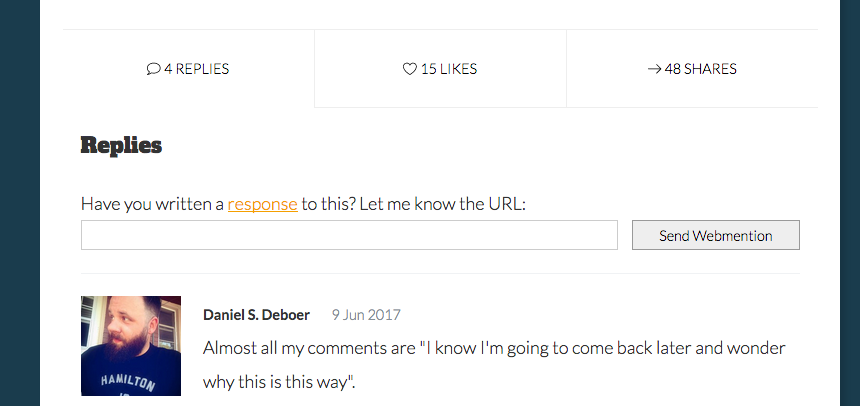 4 REPLIES
15 LIKES
48 SHARES
Replies
Have you written a response to this? Let me know the URL:
Send Webmention
Daniel S. Deboer 9 Jun 2017
Almost all my comments are "I know I'm going to come back later and wonder
why this is this way".
HAMILTON